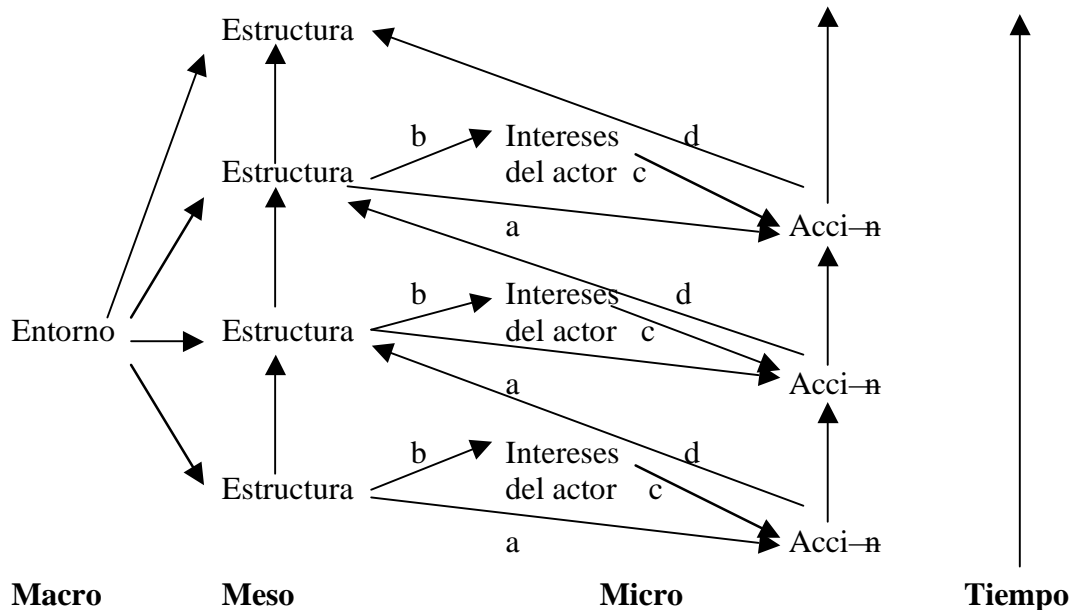 Estructura
b Intereses d
Estructura del actor c
a Acci—n
b Intereses d
Entorno Estructura del actor c
a Acci—n
b Intereses d
Estructura del actor c
a Acci—n
Macro Meso Micro Tiempo